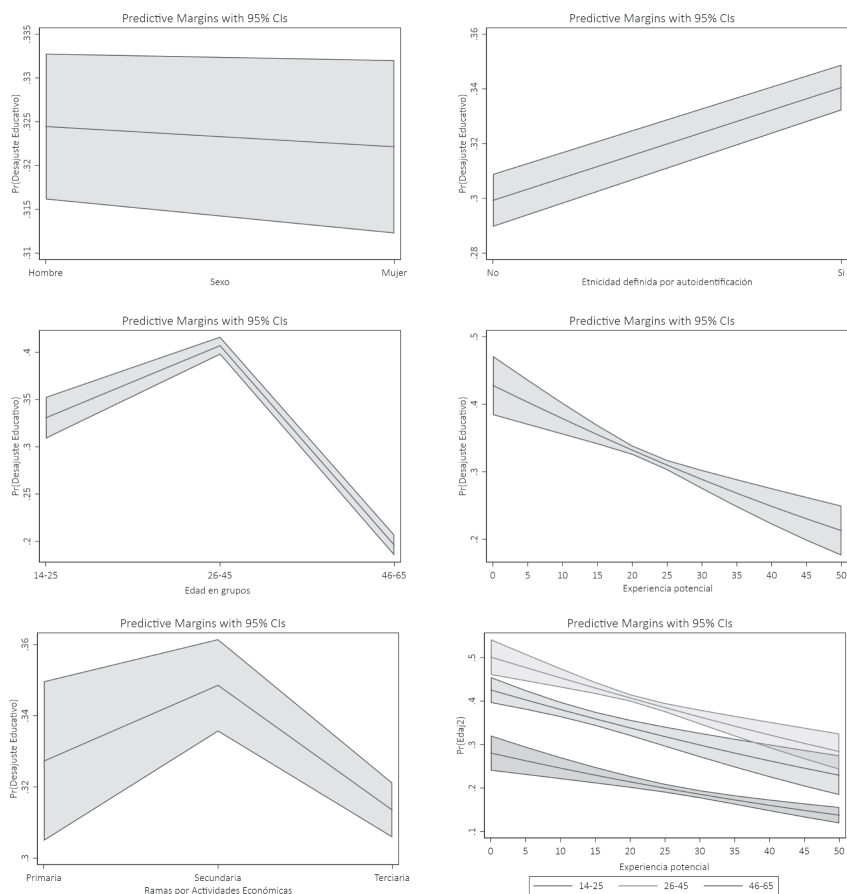 Predictive Margins with 95% CIs
Pr(Desajuste Educativo)
.31 .315 .32 .325 .33 .335
Hombre Mujer
Sexo
Predictive Margins with 95% CIs
Pr(Desajuste Educativo)
.28 .3 .32 .34 .36
No Si
Etnicidad definida por autoidentificación
Predictive Margins with 95% CIs
Pr(Desajuste Educativo)
.2 .25 .3 .35 .4
14-25 26-45 46-65
Edad en grupos
Predictive Margins with 95% CIs
Pr(Desajuste Educativo)
.2 .3 .4 .5
0 5 10 15 20 25 30 35 40 45 50
Experiencia potencial
Predictive Margins with 95% CIs
Pr(Desajuste Educativo)
.3 .32 .34 .36
Primaria Secundaria Terciaria
Ramas por Actividades Económicas
Predictive Margins with 95% CIs
Pr(Edaj2)
.1 .2 .3 .4 .5
0 5 10 15 20 25 30 35 40 45 50
Experiencia potencial
14-25 26-45 46-65